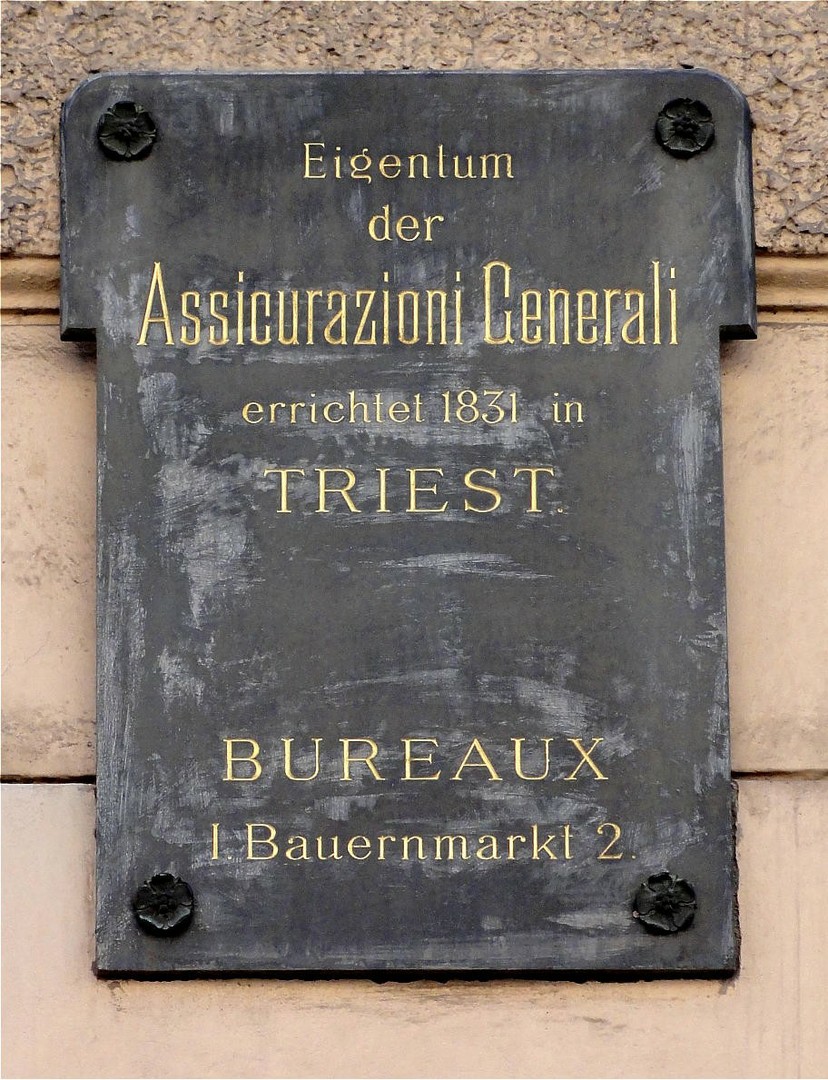 Eigentum
der
Assicurazioni Generali
errichtet 1831 in
TRIEST.
BUREAUX
I. Bauernmarkt 2.